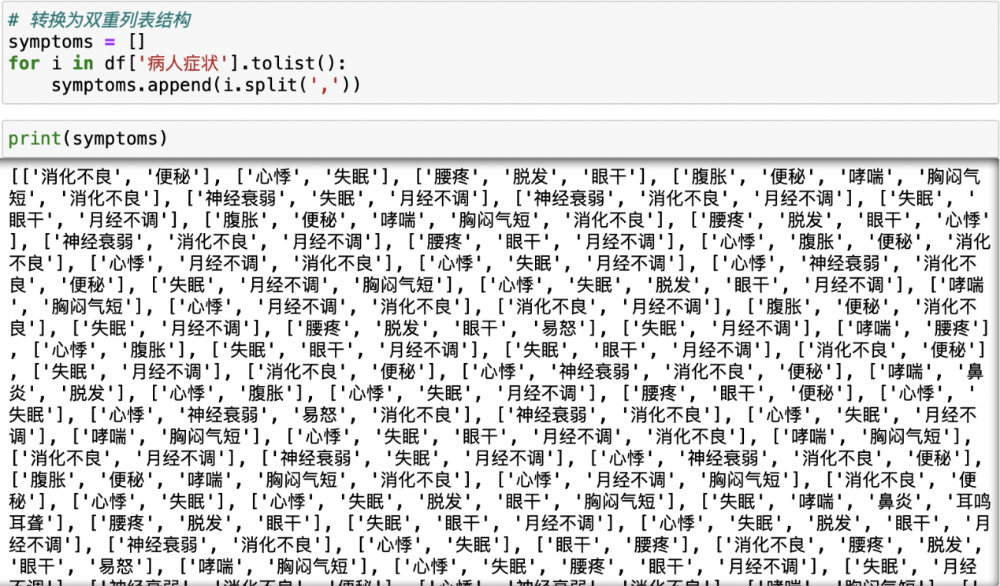 # 转换为双重列表结构
symptoms = []
for i in df['病人症状'].tolist():
    symptoms.append(i.split(','))
print(symptoms)
[['消化不良', '便秘'], ['心悸', '失眠'], ['腰疼', '脱发', '眼干'], ['腹胀', '便秘', '哮喘', '胸闷气
短', '消化不良'], ['神经衰弱', '失眠', '月经不调'], ['神经衰弱', '消化不良', '月经不调'], ['失眠', '
眼干', '月经不调'], ['腹胀', '便秘', '哮喘', '胸闷气短', '消化不良'], ['腰疼', '脱发', '眼干', '心悸'
], ['神经衰弱', '消化不良', '月经不调'], ['腰疼', '眼干', '月经不调'], ['心悸', '腹胀', '便秘', '消化
不良'], ['心悸', '月经不调', '消化不良'], ['心悸', '失眠', '月经不调'], ['心悸', '神经衰弱', '消化不
良', '便秘'], ['失眠', '月经不调', '胸闷气短'], ['心悸', '失眠', '脱发', '眼干', '月经不调'], ['哮喘
', '胸闷气短'], ['心悸', '月经不调', '消化不良'], ['消化不良', '月经不调'], ['腹胀', '便秘', '消化不
良'], ['失眠', '月经不调'], ['腰疼', '脱发', '眼干', '易怒'], ['失眠', '月经不调'], ['哮喘', '腰疼']
, ['心悸', '腹胀'], ['失眠', '眼干', '月经不调'], ['失眠', '眼干', '月经不调'], ['消化不良', '便秘']
, ['失眠', '月经不调'], ['消化不良', '便秘'], ['心悸', '神经衰弱', '消化不良', '便秘'], ['哮喘', '鼻
炎', '脱发'], ['心悸', '腹胀'], ['心悸', '失眠', '月经不调'], ['腰疼', '眼干', '便秘'], ['心悸', '
失眠'], ['心悸', '神经衰弱', '易怒', '消化不良'], ['神经衰弱', '消化不良'], ['心悸', '失眠', '月经不
调'], ['哮喘', '胸闷气短'], ['心悸', '失眠', '眼干', '月经不调', '消化不良'], ['哮喘', '胸闷气短'],
['消化不良', '月经不调'], ['神经衰弱', '失眠', '月经不调'], ['心悸', '神经衰弱', '消化不良', '便秘'],
['腹胀', '便秘', '哮喘', '胸闷气短', '消化不良'], ['心悸', '月经不调', '胸闷气短'], ['消化不良', '便
秘'], ['心悸', '失眠'], ['心悸', '失眠', '脱发', '眼干', '胸闷气短'], ['失眠', '哮喘', '鼻炎', '耳鸣
耳聋'], ['腰疼', '脱发', '眼干'], ['失眠', '眼干', '月经不调'], ['心悸', '失眠', '脱发', '眼干', '月
经不调'], ['神经衰弱', '消化不良'], ['心悸', '失眠'], ['眼干', '腰疼'], ['消化不良', '腰疼', '脱发',
'眼干', '易怒'], ['哮喘', '胸闷气短'], ['心悸', '失眠', '腰疼', '眼干', '月经不调'], ['失眠', '月经
不调'], ['神经衰弱', '消化不良', '便秘'], ['心悸', '神经衰弱', '消化不良'], ['哮喘', '胸闷气短'], ['